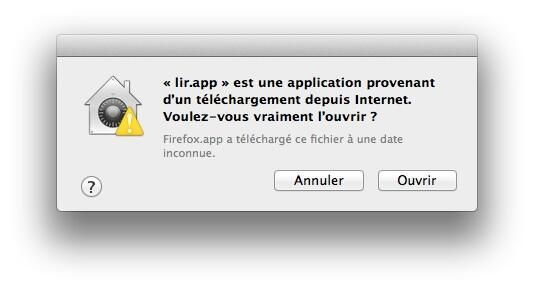 « lir.app » est une application provenant
d'un téléchargement depuis Internet.
Voulez-vous vraiment l'ouvrir ?
Firefox.app a téléchargé ce fichier à une date
inconnue.
?
Annuler
Ouvrir